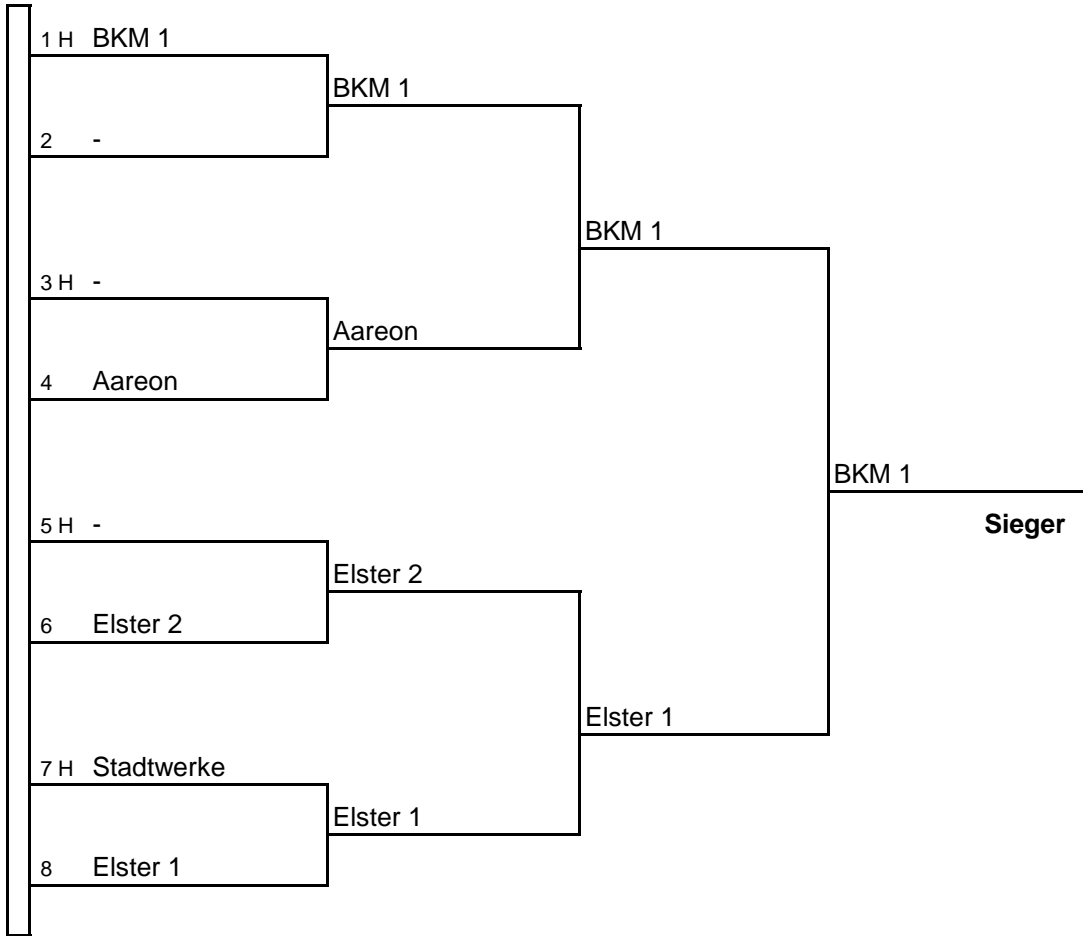 1 H BKM 1
BKM 1
2 -
BKM 1
3 H -
Aareon
4 Aareon
BKM 1
Sieger
5 H -
Elster 2
6 Elster 2
Elster 1
7 H Stadtwerke
Elster 1
8 Elster 1